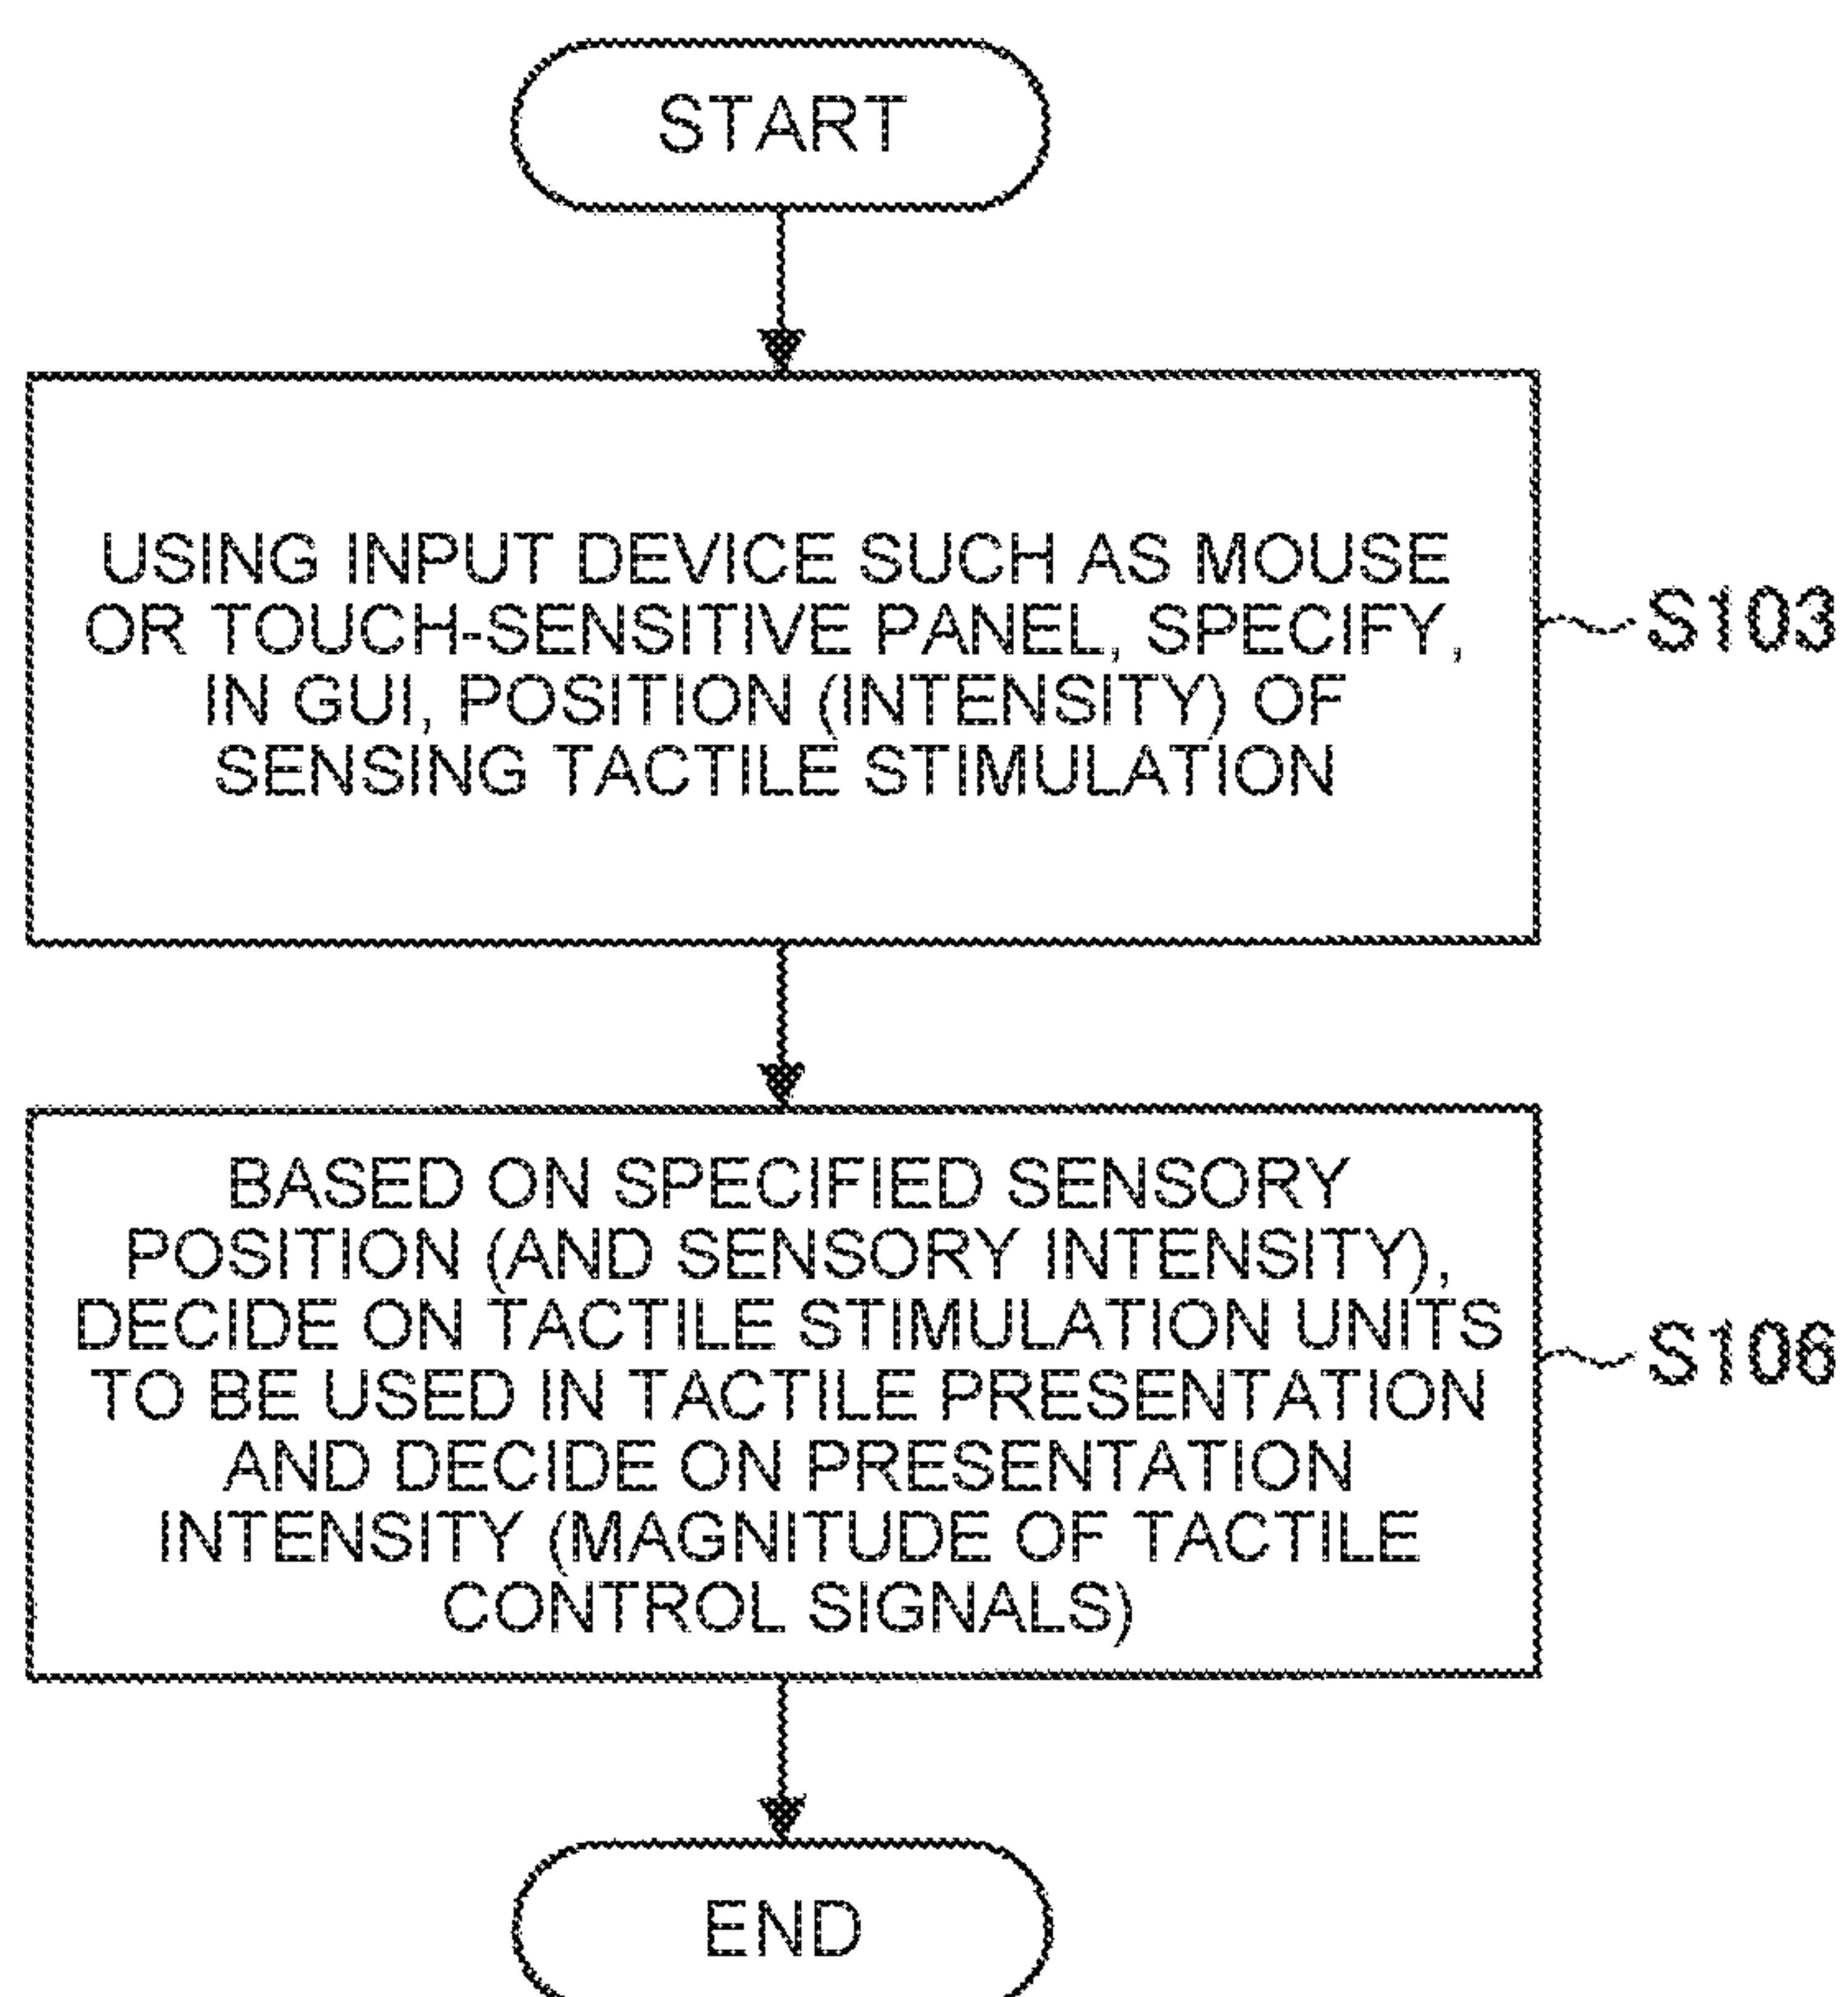 START
USING INPUT DEVICE SUCH AS MOUSE
OR TOUCH-SENSITIVE PANEL, SPECIFY,
IN GUI, POSITION (INTENSITY) OF
SENSING TACTILE STIMULATION
S103
BASED ON SPECIFIED SENSORY
POSITION (AND SENSORY INTENSITY),
DECIDE ON TACTILE STIMULATION UNITS
TO BE USED IN TACTILE PRESENTATION
AND DECIDE ON PRESENTATION
INTENSITY (MAGNITUDE OF TACTILE
CONTROL SIGNALS)
S106
END